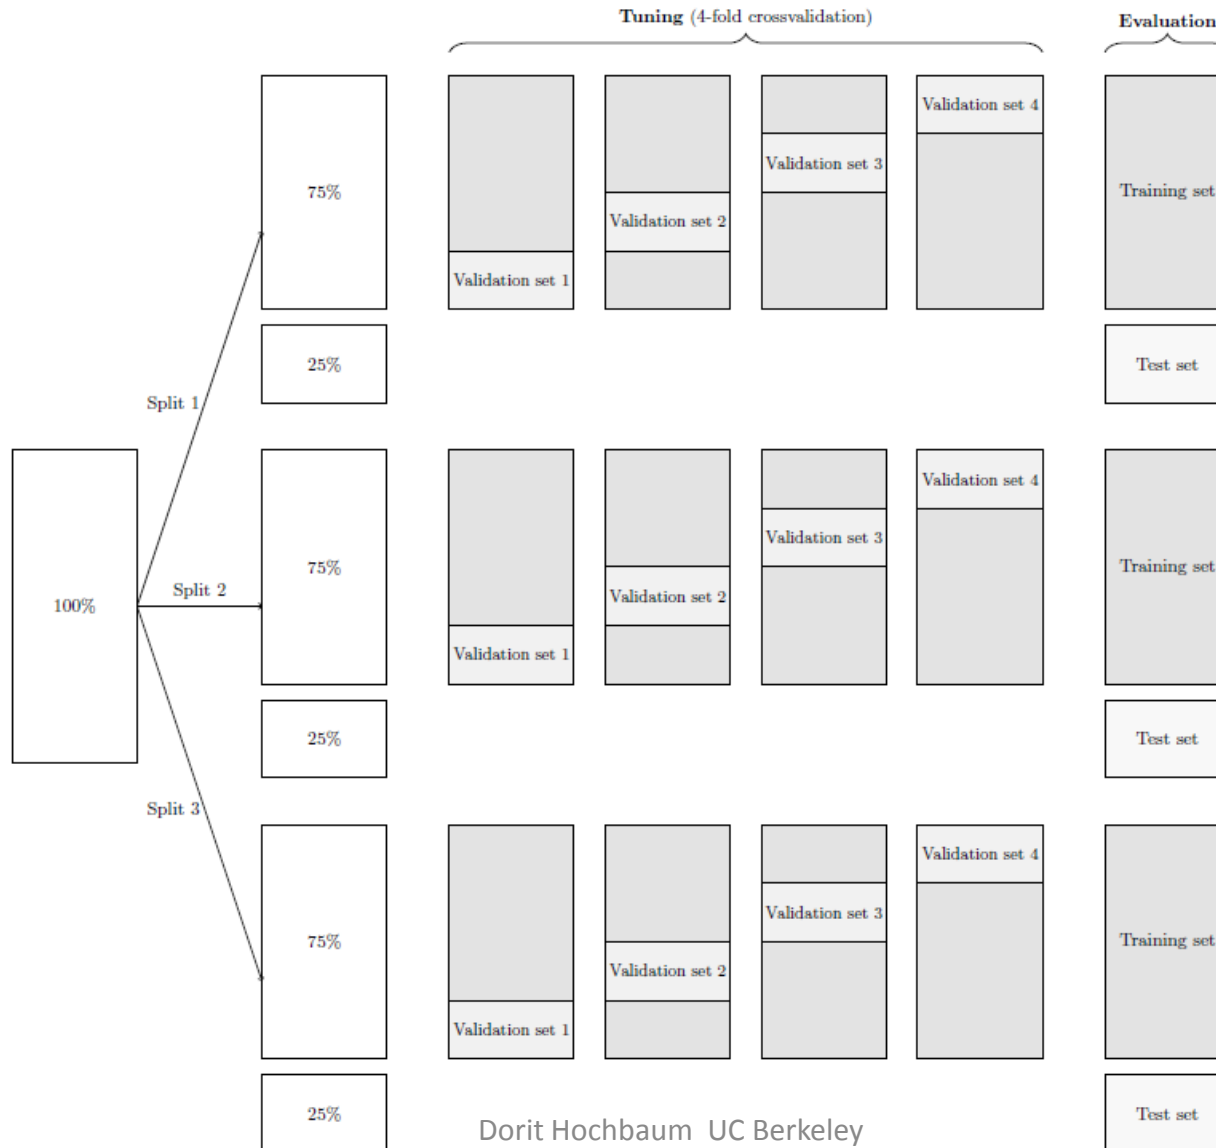 Tuning (4-fold crossvalidation)
Evaluation
Validation set 4
Validation set 3
75%
Training set
Validation set 2
Validation set 1
25%
Test set
Split 1
Validation set 4
Validation set 3
75%
Training set
Split 2
Validation set 2
100%
Validation set 1
25%
Test set
Split 3
Validation set 4
Validation set 3
75%
Training set
Validation set 2
Validation set 1
25%
Test set
Dorit Hochbaum UC Berkeley